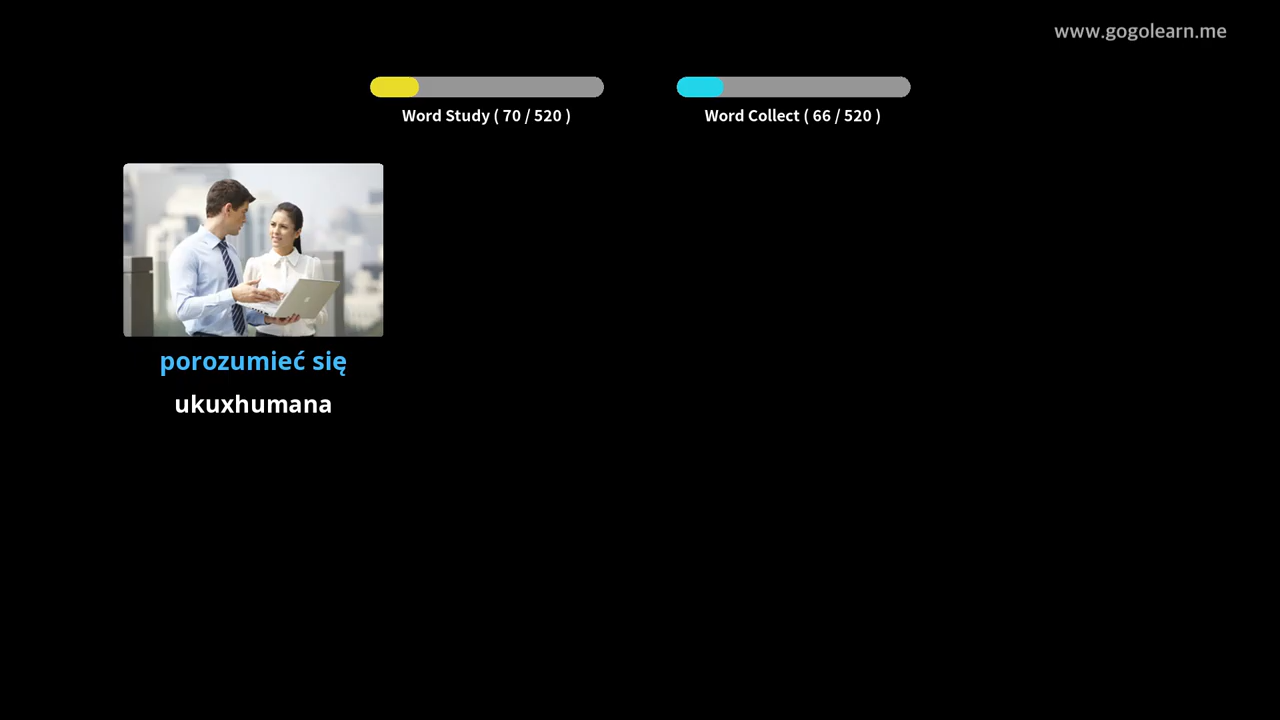 www.gogolearn.me
Word Study ( 70 / 520 )
Word Collect ( 66 / 520 )
porozumieć się
ukuxhumana